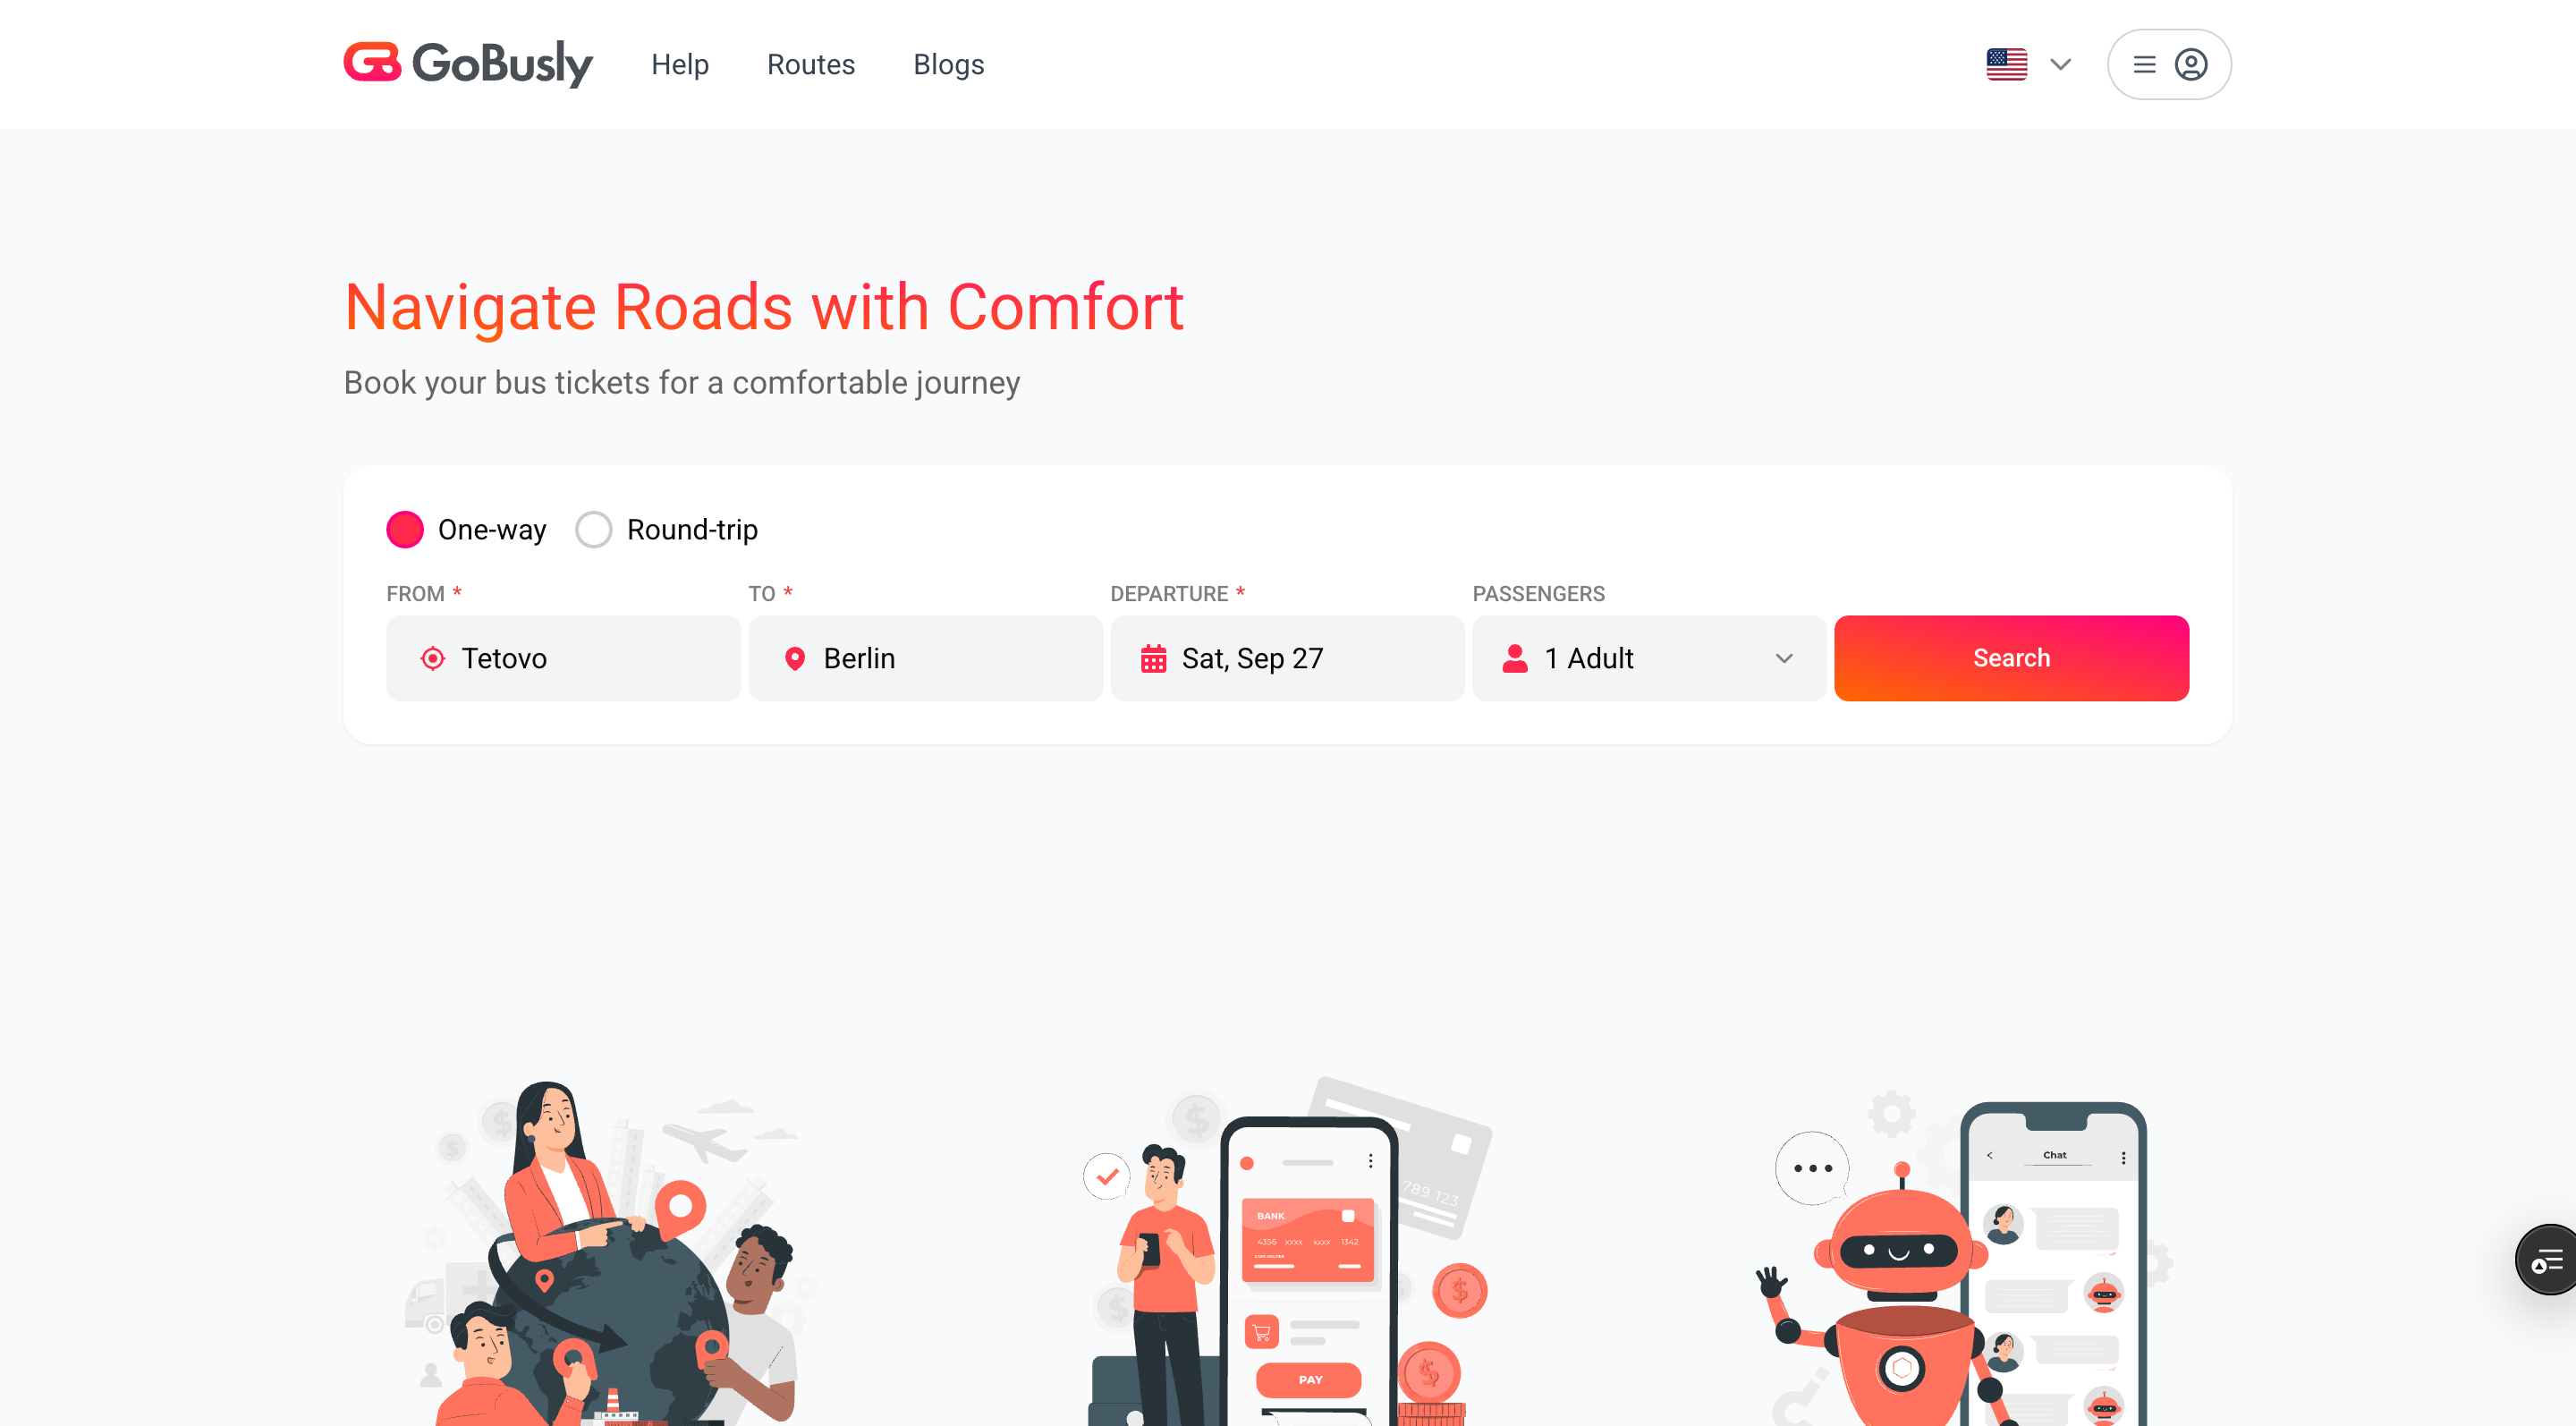 GoBusly
Help
Routes
Blogs
Navigate Roads with Comfort
Book your bus tickets for a comfortable journey
One-way
Round-trip
FROM *
TO *
DEPARTURE *
PASSENGERS
Tetovo
Berlin
Sat, Sep 27
1 Adult
Search
789 123
BANK
4356 XXXX XXXX 1342
PAY
Chat